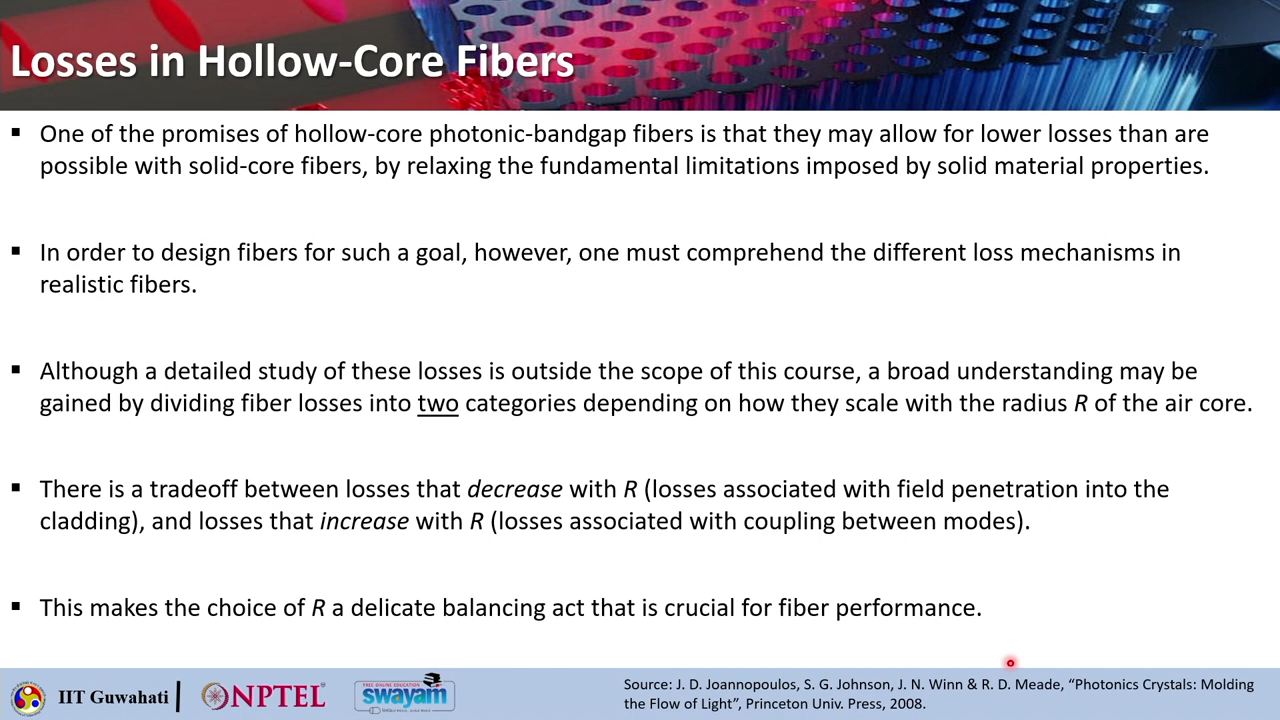 Losses in Hollow-Core Fibers
▪ One of the promises of hollow-core photonic-bandgap fibers is that they may allow for lower losses than are
possible with solid-core fibers, by relaxing the fundamental limitations imposed by solid material properties.
▪ In order to design fibers for such a goal, however, one must comprehend the different loss mechanisms in
realistic fibers.
▪ Although a detailed study of these losses is outside the scope of this course, a broad understanding may be
gained by dividing fiber losses into two categories depending on how they scale with the radius R of the air core.
▪ There is a tradeoff between losses that decrease with R (losses associated with field penetration into the
cladding), and losses that increase with R (losses associated with coupling between modes).
▪ This makes the choice of R a delicate balancing act that is crucial for fiber performance.
IIT Guwahati
NPTEL
FREE ONLINE EDUCATION
swayam
Source: J. D. Joannopoulos, S. G. Johnson, J. N. Winn & R. D. Meade, “Photonics Crystals: Molding
the Flow of Light”, Princeton Univ. Press, 2008.